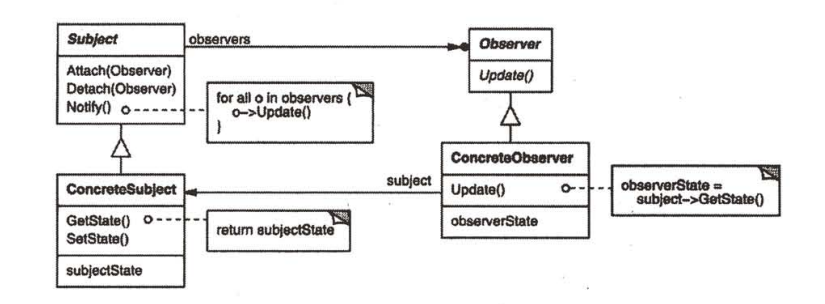 Subject
observers
Observer
Attach(Observer)
Detach(Observer)
Notify()
for all o in observers {
o->Update()
}
Update()
ConcreteSubject
GetState()
SetState()
subjectState
return subjectState
subject
ConcreteObserver
Update()
observerState
observerState =
subject->GetState()